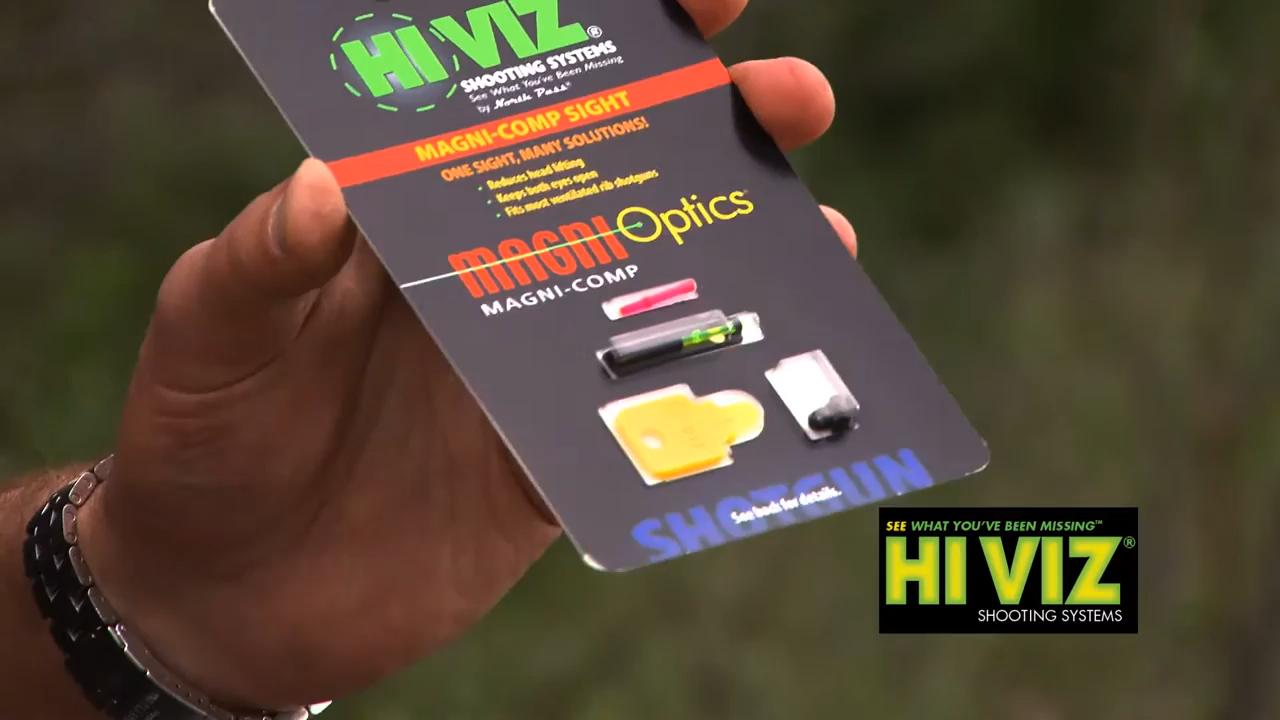 HI VIZ®
SHOOTING SYSTEMS
See What You've Been Missing
by North Pass®
MAGNI-COMP SIGHT
ONE SIGHT, MANY SOLUTIONS!
• Reduces head lifting
• Keeps both eyes open
• Fits most ventilated rib shotguns
MAGNIOptics
MAGNI-COMP
SHOTGUN
See back for details.
SEE WHAT YOU'VE BEEN MISSING™
HI VIZ®
SHOOTING SYSTEMS